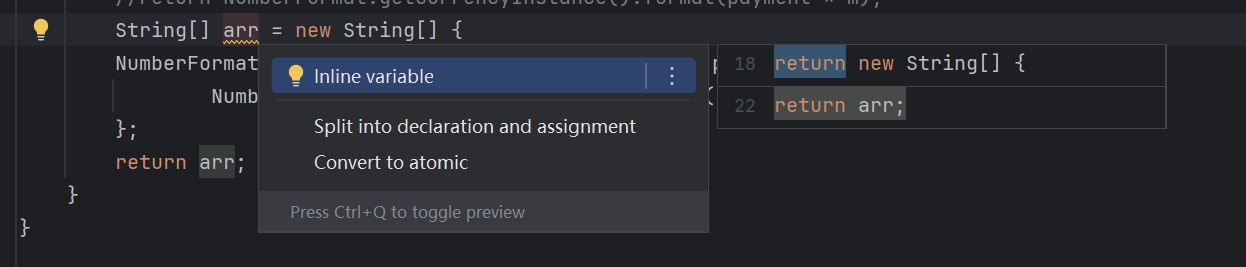 //return NumberFormat.getCurrencyInstance().format(payment * m);
String[] arr = new String[] {
NumberFormat
Numb
};
return arr;
}
}
Inline variable
Split into declaration and assignment
Convert to atomic
Press Ctrl+Q to toggle preview
p
(
18 return new String[] {
22 return arr;